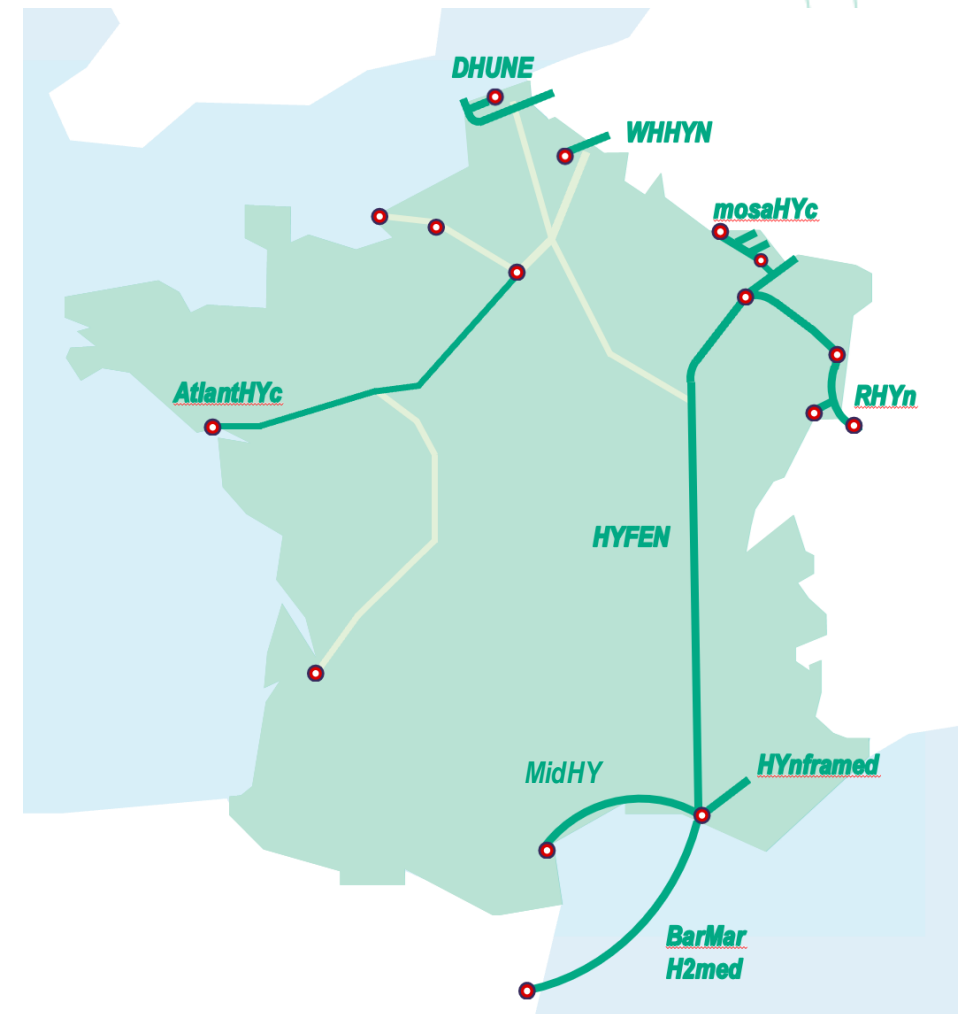 DHUNE
WHHYN
mosaHYc
AtlantHYc
RHYn
HYFEN
MidHY
HYnframed
BarMar
H2med